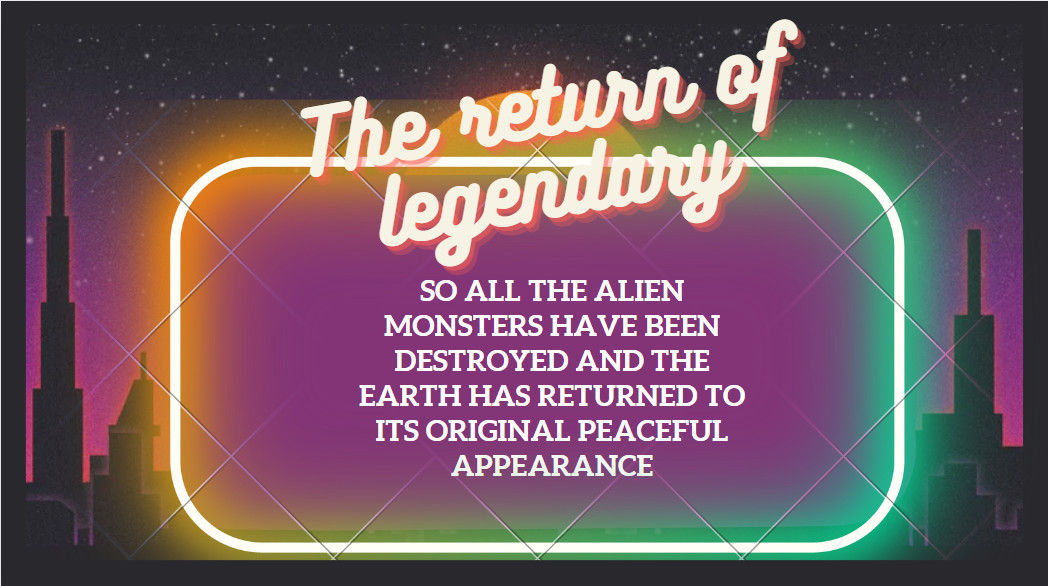 The return of
legendary
SO ALL THE ALIEN
MONSTERS HAVE BEEN
DESTROYED AND THE
EARTH HAS RETURNED TO
ITS ORIGINAL PEACEFUL
APPEARANCE